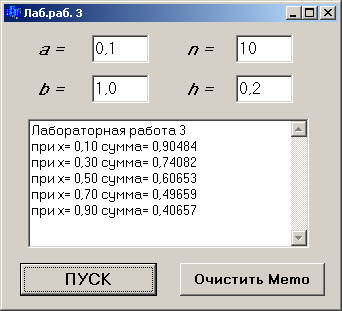 Лаб.раб. 3
a = 0,1 n = 10
b = 1,0 h = 0,2
Лабораторная работа 3
при x= 0,10 сумма= 0,90484
при x= 0,30 сумма= 0,74082
при x= 0,50 сумма= 0,60653
при x= 0,70 сумма= 0,49659
при x= 0,90 сумма= 0,40657
ПУСК Очистить Memo